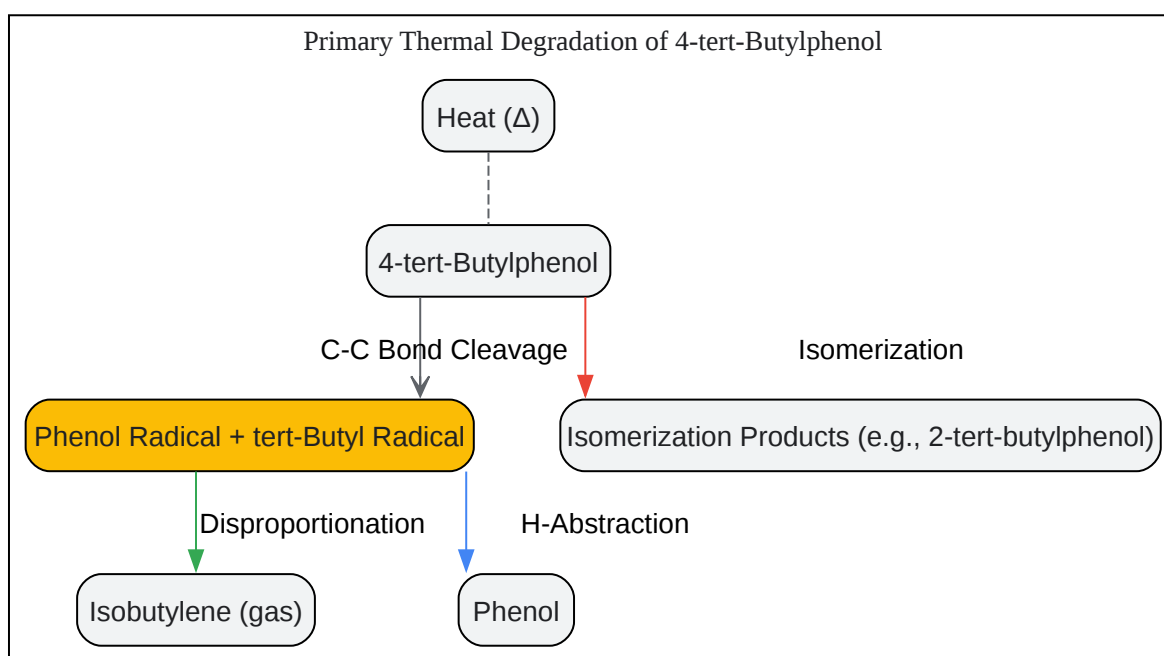 Primary Thermal Degradation of 4-tert-Butylphenol
Heat (Δ)
4-tert-Butylphenol
C-C Bond Cleavage
Isomerization
Phenol Radical + tert-Butyl Radical
Isomerization Products (e.g., 2-tert-butylphenol)
Disproportionation
H-Abstraction
Isobutylene (gas)
Phenol